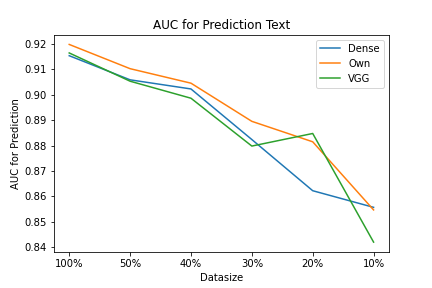 AUC for Prediction Text
Dense
Own
VGG
AUC for Prediction
0.92
0.91
0.90
0.89
0.88
0.87
0.86
0.85
0.84
100%
50%
40%
30%
20%
10%
Datasize